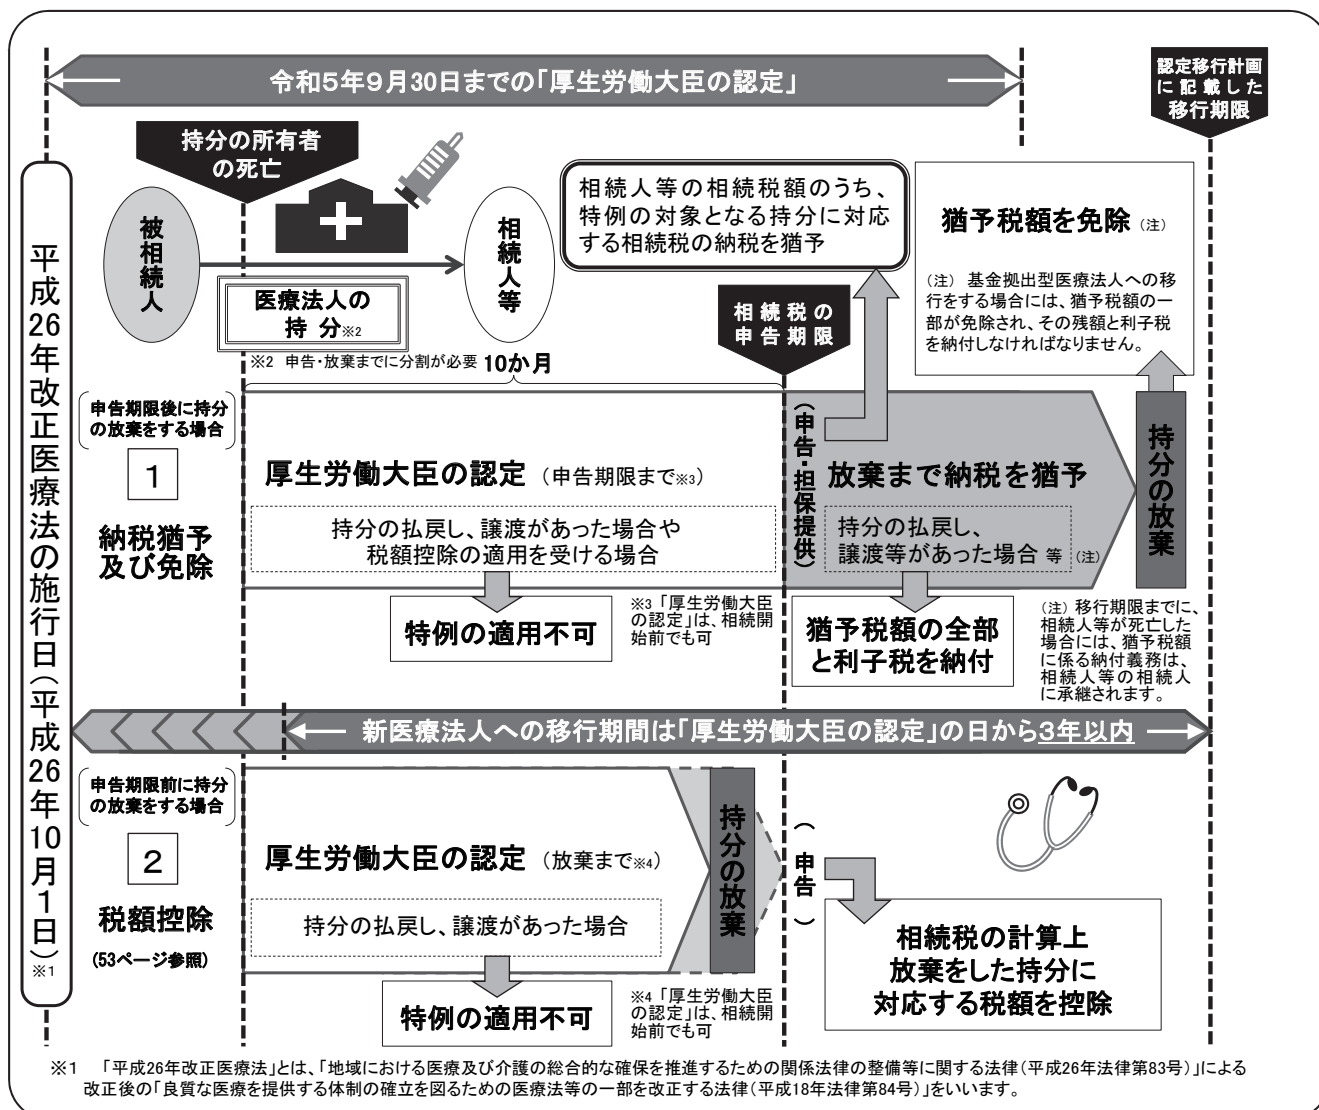 令和5年9月30日までの「厚生労働大臣の認定」
認定移行計画
に記載した
移行期限
持分の所有者
の死亡
平成26年改正医療法の施行日(平成26年10月1日)※1
被相続人
相続人等
医療法人の
持 分※2
※2 申告・放棄までに分割が必要
10か月
相続人等の相続税額のうち、
特例の対象となる持分に対応
する相続税の納税を猶予
相続税の
申告期限
猶予税額を免除(注)
(注) 基金拠出型医療法人への移
行をする場合には、猶予税額の一
部が免除され、その残額と利子税
を納付しなければなりません。
申告期限後に持分
の放棄をする場合
1
納税猶予
及び免除
厚生労働大臣の認定(申告期限まで※3)
持分の払戻し、譲渡があった場合や
税額控除の適用を受ける場合
特例の適用不可
※3 「厚生労働大臣
の認定」は、相続開
始前でも可
(申告・担保提供)
放棄まで納税を猶予
持分の払戻し、
譲渡等があった場合 等 (注)
猶予税額の全部
と利子税を納付
持分の放棄
(注) 移行期限までに、
相続人等が死亡した
場合には、猶予税額
に係る納付義務は、
相続人等の相続人
に承継されます。
新医療法人への移行期間は「厚生労働大臣の認定」の日から3年以内
申告期限前に持分
の放棄をする場合
2
税額控除
(53ページ参照)
厚生労働大臣の認定(放棄まで※4)
持分の払戻し、譲渡があった場合
特例の適用不可
※4 「厚生労働大臣
の認定」は、相続開
始前でも可
持分の放棄
(申告)
相続税の計算上
放棄をした持分に
対応する税額を控除
※1 「平成26年改正医療法」とは、「地域における医療及び介護の総合的な確保を推進するための関係法律の整備等に関する法律(平成26年法律第83号)」による
改正後の「良質な医療を提供する体制の確立を図るための医療法等の一部を改正する法律(平成18年法律第84号)」をいいます。